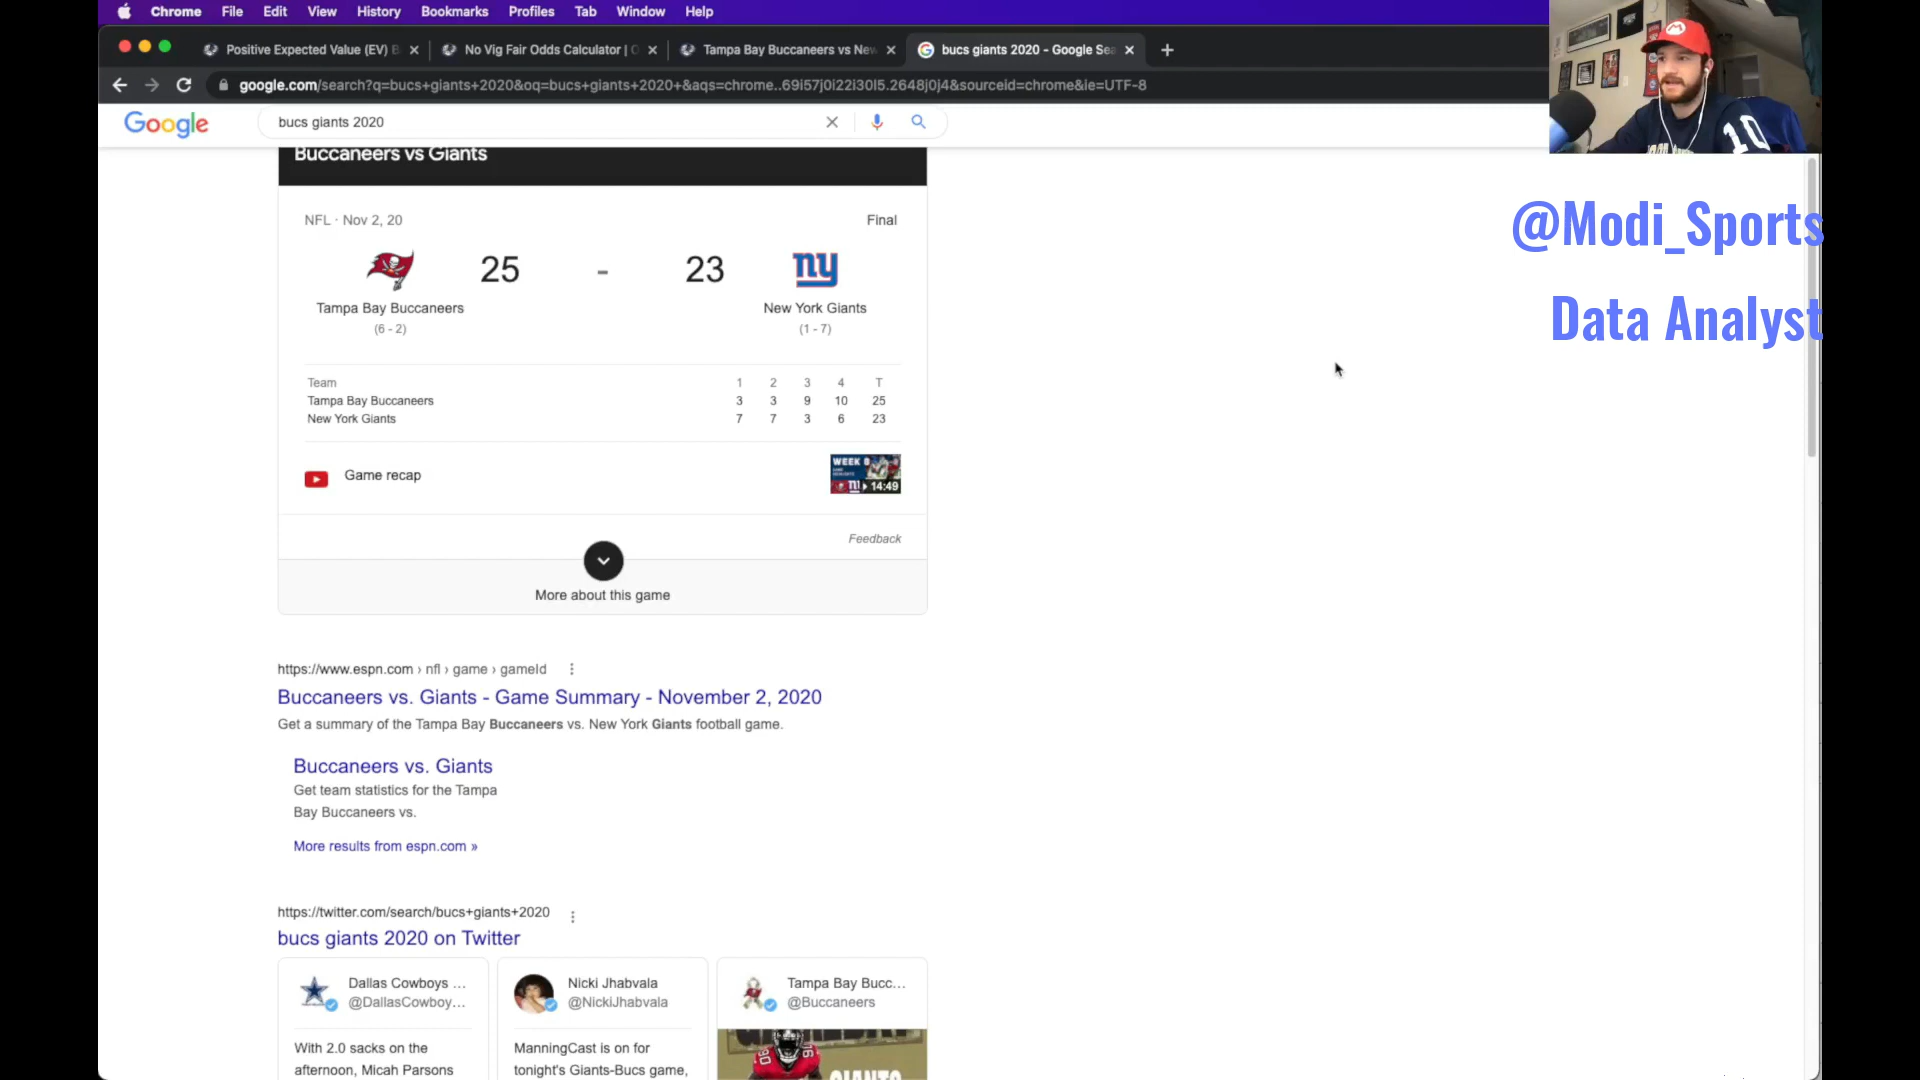 Chrome File Edit View History Bookmarks Profiles Tab Window Help
Positive Expected Value (EV) B
No Vig Fair Odds Calculator | O
Tampa Bay Buccaneers vs New
bucs giants 2020 - Google Sea
google.com/search?q=bucs+giants+2020&oq=bucs+giants+2020+&aqs=chrome..69i57j0i22i30l5.2648j0j4&sourceid=chrome&ie=UTF-8
Google
bucs giants 2020
Buccaneers vs Giants
NFL · Nov 2, 20
Final
25 - 23
ny
Tampa Bay Buccaneers
New York Giants
(6 - 2)
(1 - 7)
Team 1 2 3 4 T
Tampa Bay Buccaneers 3 3 9 10 25
New York Giants 7 7 3 6 23
Game recap
WEEK 8
14:49
Feedback
More about this game
https://www.espn.com › nfl › game › gameId
Buccaneers vs. Giants - Game Summary - November 2, 2020
Get a summary of the Tampa Bay Buccaneers vs. New York Giants football game.
Buccaneers vs. Giants
Get team statistics for the Tampa
Bay Buccaneers vs.
More results from espn.com »
https://twitter.com/search/bucs+giants+2020
bucs giants 2020 on Twitter
Dallas Cowboys ...
@DallasCowboy...
With 2.0 sacks on the
afternoon, Micah Parsons
Nicki Jhabvala
@NickiJhabvala
ManningCast is on for
tonight's Giants-Bucs game,
Tampa Bay Bucc...
@Buccaneers
GIANTS
@Modi_Sports
Data Analyst
10